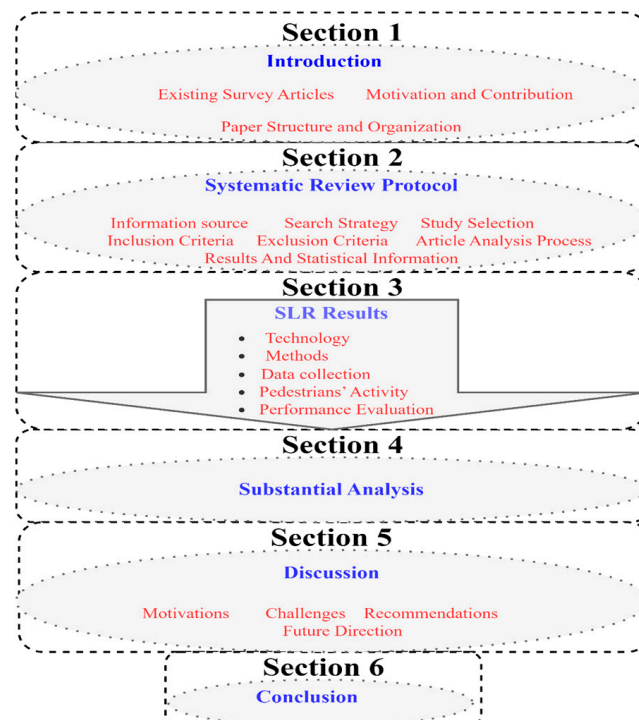 Section 1
Introduction
Existing Survey Articles Motivation and Contribution
Paper Structure and Organization
Section 2
Systematic Review Protocol
Information source Search Strategy Study Selection
Inclusion Criteria Exclusion Criteria Article Analysis Process
Results And Statistical Information
Section 3
SLR Results
• Technology
• Methods
• Data collection
• Pedestrians’ Activity
• Performance Evaluation
Section 4
Substantial Analysis
Section 5
Discussion
Motivations Challenges Recommendations
Future Direction
Section 6
Conclusion